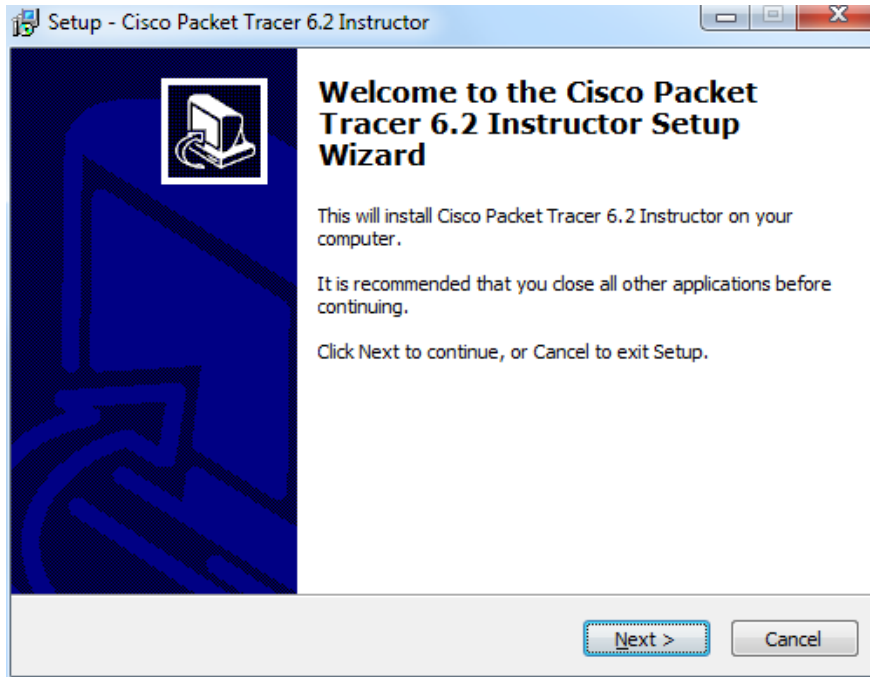 Setup - Cisco Packet Tracer 6.2 Instructor
Welcome to the Cisco Packet
Tracer 6.2 Instructor Setup
Wizard
This will install Cisco Packet Tracer 6.2 Instructor on your
computer.
It is recommended that you close all other applications before
continuing.
Click Next to continue, or Cancel to exit Setup.
Next >
Cancel